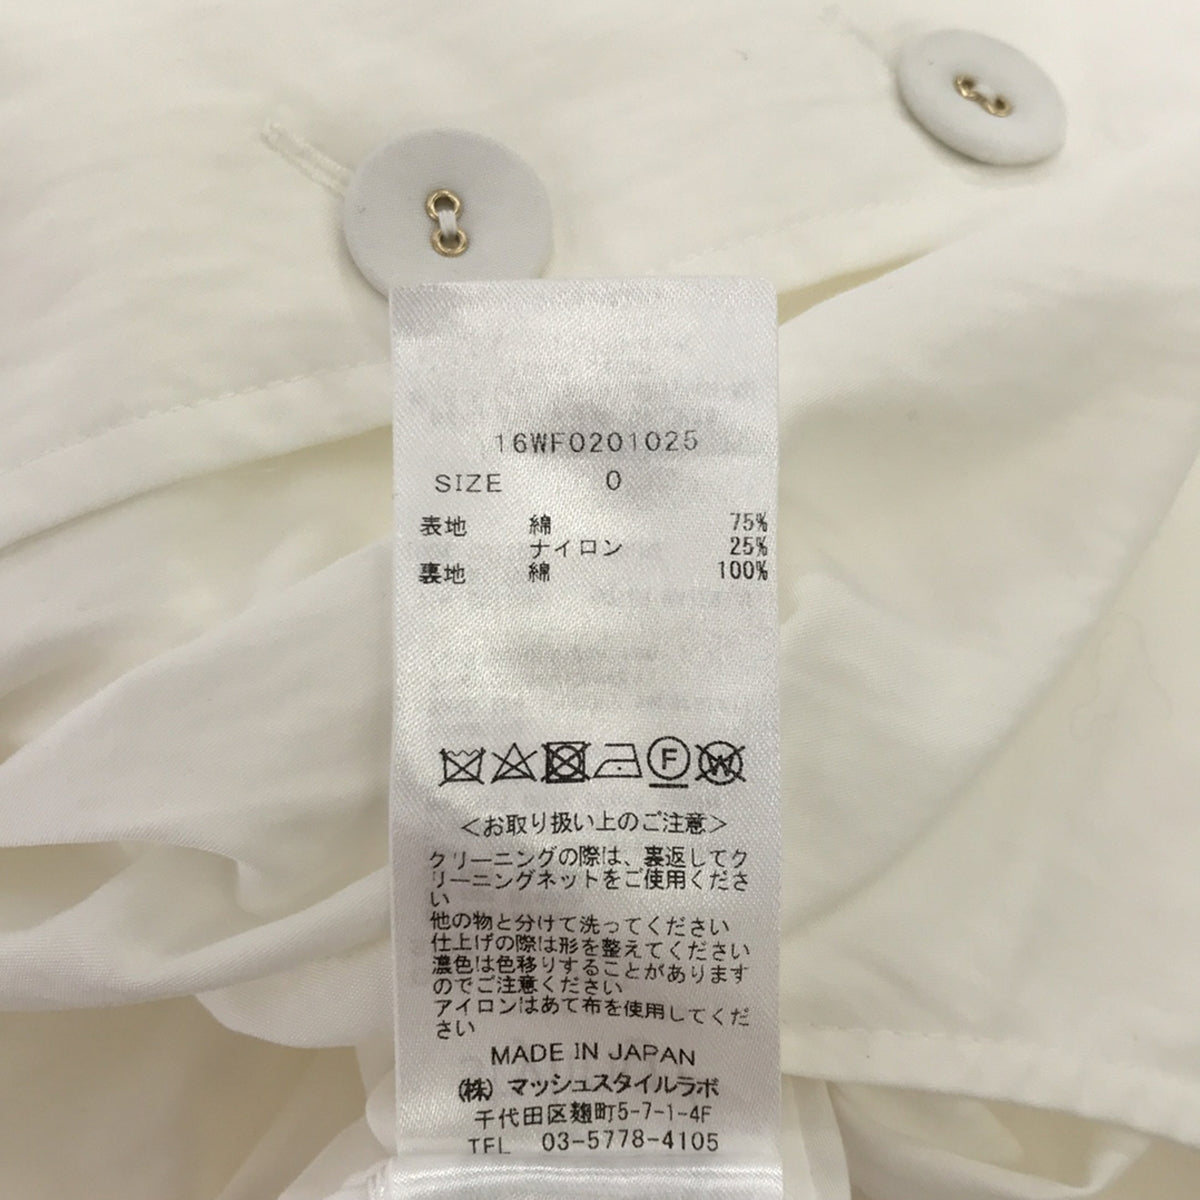 16WF0201025
SIZE 0
表地 綿 75%
ナイロン 25%
裏地 綿 100%
F W
<お取り扱い上のご注意>
クリーニングの際は、裏返してク
リーニングネットをご使用くださ
い
他の物と分けて洗ってください
仕上げの際は形を整えてください
濃色は色移りすることがあります
のでご注意ください
アイロンはあて布を使用してくだ
さい
MADE IN JAPAN
(株) マッシュスタイルラボ
千代田区麹町5-7-1-4F
TEL 03-5778-4105